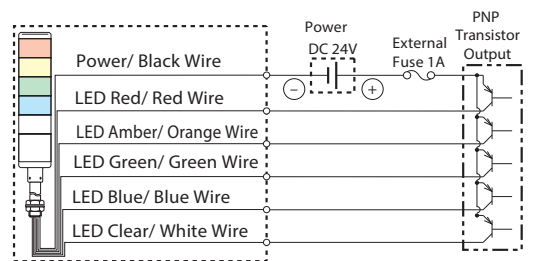 Power
DC 24V
External
Fuse 1A
PNP
Transistor
Output
Power/ Black Wire
− +
LED Red/ Red Wire
LED Amber/ Orange Wire
LED Green/ Green Wire
LED Blue/ Blue Wire
LED Clear/ White Wire